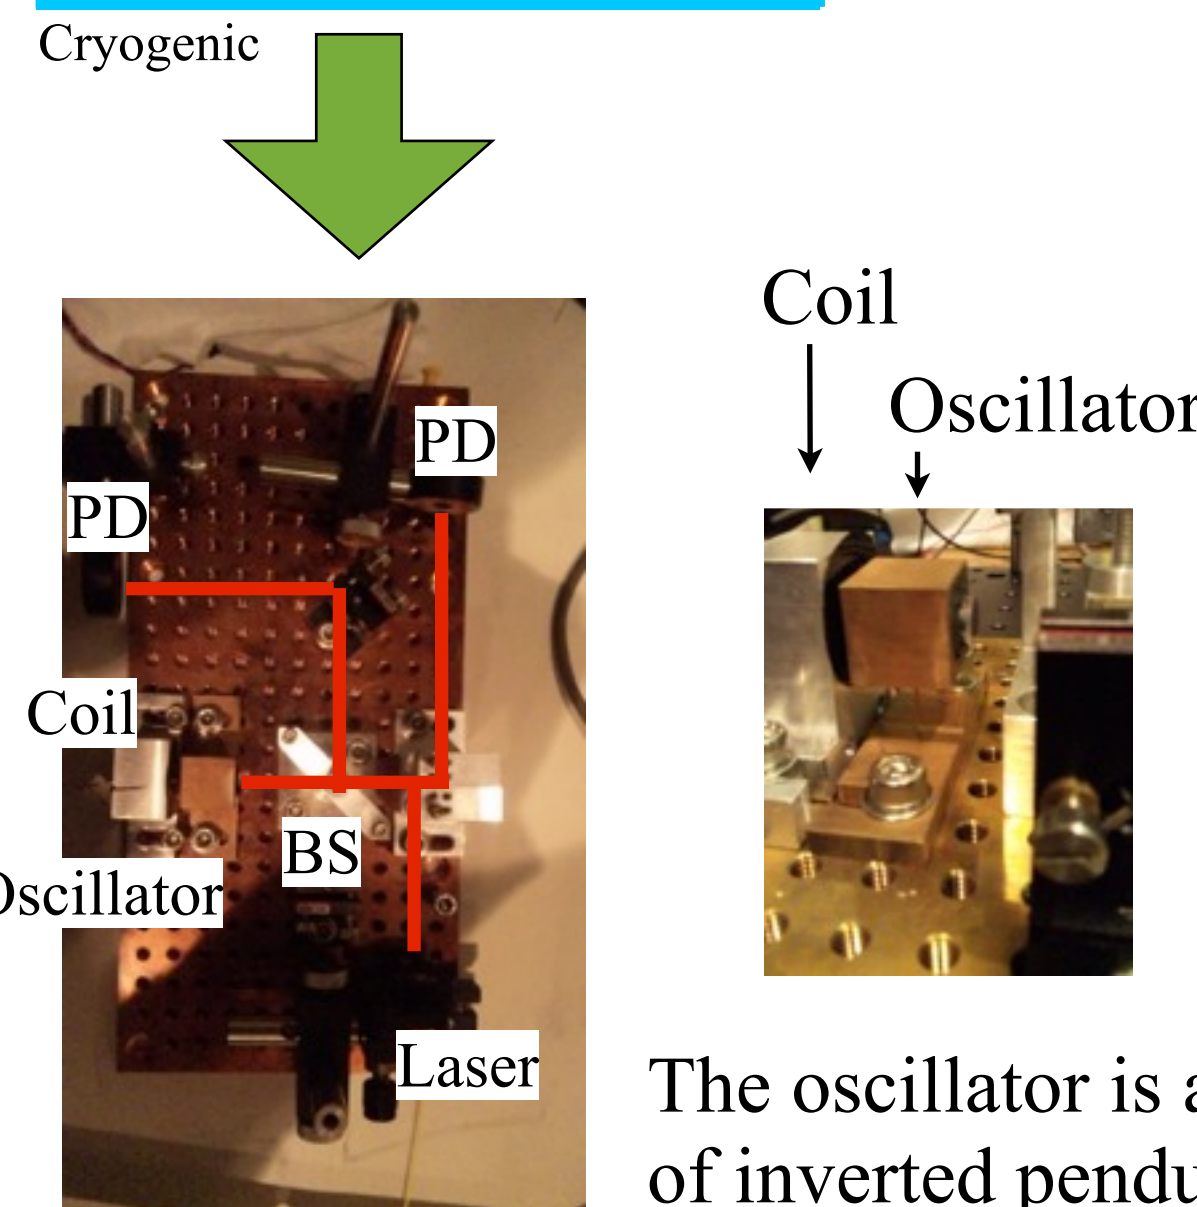 Cryogenic
Coil
Oscillator
PD
PD
Coil
BS
Oscillator
Laser
The oscillator is a
of inverted pendu